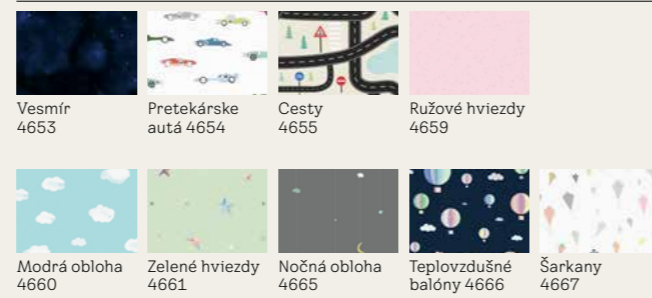 Vesmír
4653
Pretekárske
autá 4654
Cesty
4655
Ružové hviezdy
4659
Modrá obloha
4660
Zelené hviezdy
4661
Nočná obloha
4665
Teplovzdušné
balóny 4666
Šarkany
4667